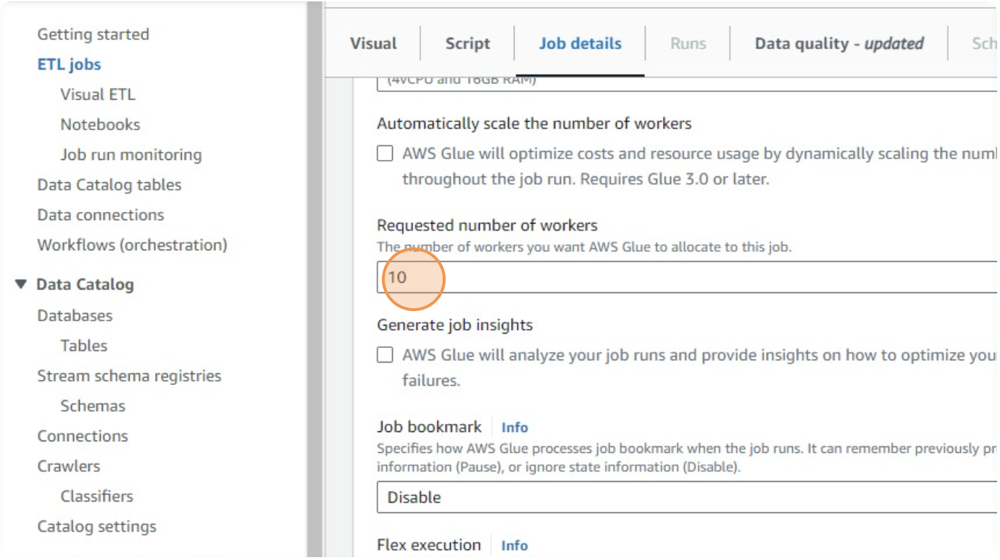 Getting started
ETL jobs
Visual ETL
Notebooks
Job run monitoring
Data Catalog tables
Data connections
Workflows (orchestration)
Data Catalog
Databases
Tables
Stream schema registries
Schemas
Connections
Crawlers
Classifiers
Catalog settings
Visual Script Job details Runs Data quality - updated Sch
(4vCPU and 16GB RAM)
Automatically scale the number of workers
AWS Glue will optimize costs and resource usage by dynamically scaling the num
throughout the job run. Requires Glue 3.0 or later.
Requested number of workers
The number of workers you want AWS Glue to allocate to this job.
10
Generate job insights
AWS Glue will analyze your job runs and provide insights on how to optimize you
failures.
Job bookmark Info
Specifies how AWS Glue processes job bookmark when the job runs. It can remember previously pr
information (Pause), or ignore state information (Disable).
Disable
Flex execution Info